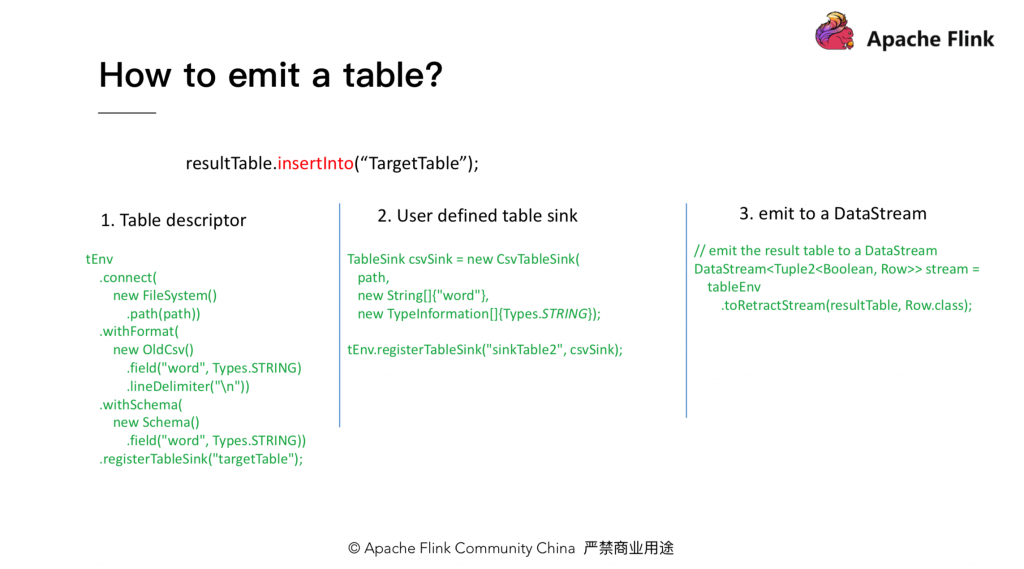 Apache Flink
How to emit a table?
resultTable.insertInto(“TargetTable”);
1. Table descriptor
tEnv
.connect(
new FileSystem()
.path(path))
.withFormat(
new OldCsv()
.field("word", Types.STRING)
.lineDelimiter("\n"))
.withSchema(
new Schema()
.field("word", Types.STRING))
.registerTableSink("targetTable");
2. User defined table sink
TableSink csvSink = new CsvTableSink(
path,
new String[]{"word"},
new TypeInformation[]{Types.STRING});
tEnv.registerTableSink("sinkTable2", csvSink);
3. emit to a DataStream
// emit the result table to a DataStream
DataStream<Tuple2<Boolean, Row>> stream =
tableEnv
.toRetractStream(resultTable, Row.class);
© Apache Flink Community China 严禁商业用途